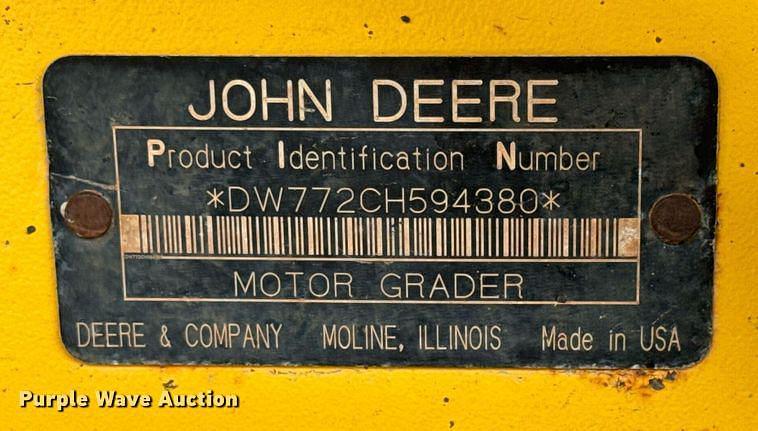 JOHN DEERE
Product Identification Number
*DW772CH594380*
MOTOR GRADER
DEERE & COMPANY MOLINE, ILLINOIS Made in USA
Purple Wave Auction